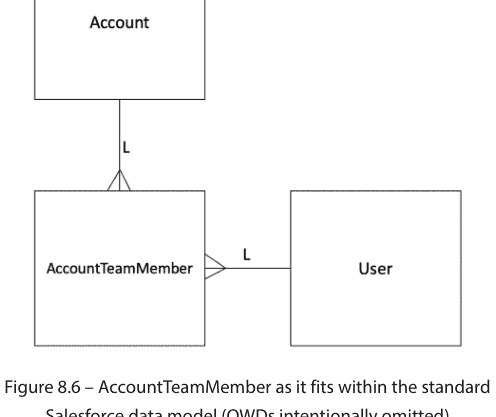 Account
L
AccountTeamMember
L
User
Figure 8.6 – AccountTeamMember as it fits within the standard
Salesforce data model (OWDs intentionally omitted)